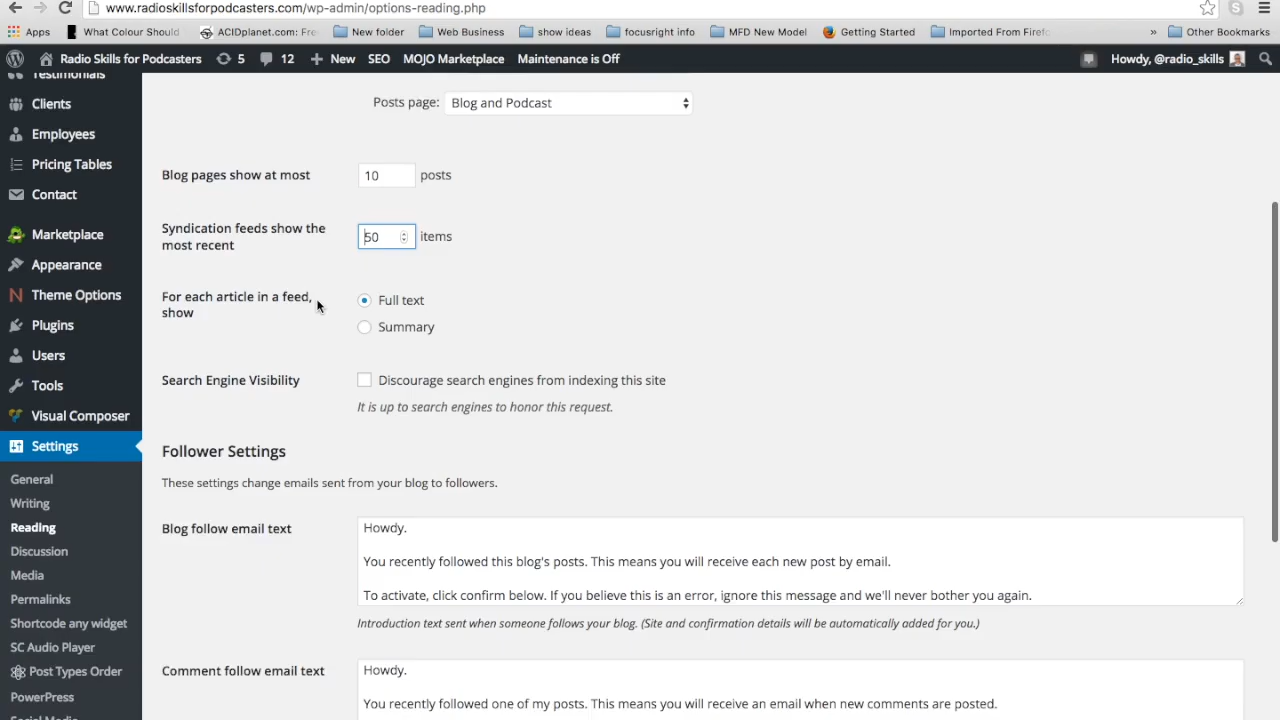 www.radioskillsforpodcasters.com/wp-admin/options-reading.php
Apps
What Colour Should
ACIDplanet.com: Fre
New folder
Web Business
show ideas
focusright info
MFD New Model
Getting Started
Imported From Firefo
»
Other Bookmarks
Radio Skills for Podcasters
5
12
New
SEO
MOJO Marketplace
Maintenance is Off
Howdy, @radio_skills
Testimonials
Clients
Employees
Pricing Tables
Contact
Marketplace
Appearance
Theme Options
Plugins
Users
Tools
Visual Composer
Settings
General
Writing
Reading
Discussion
Media
Permalinks
Shortcode any widget
SC Audio Player
Post Types Order
PowerPress
Social Media
Posts page: Blog and Podcast
Blog pages show at most 10 posts
Syndication feeds show the
most recent
50 items
For each article in a feed,
show
Full text
Summary
Search Engine Visibility
Discourage search engines from indexing this site
It is up to search engines to honor this request.
Follower Settings
These settings change emails sent from your blog to followers.
Blog follow email text
Howdy.
You recently followed this blog's posts. This means you will receive each new post by email.
To activate, click confirm below. If you believe this is an error, ignore this message and we'll never bother you again.
Introduction text sent when someone follows your blog. (Site and confirmation details will be automatically added for you.)
Comment follow email text
Howdy.
You recently followed one of my posts. This means you will receive an email when new comments are posted.